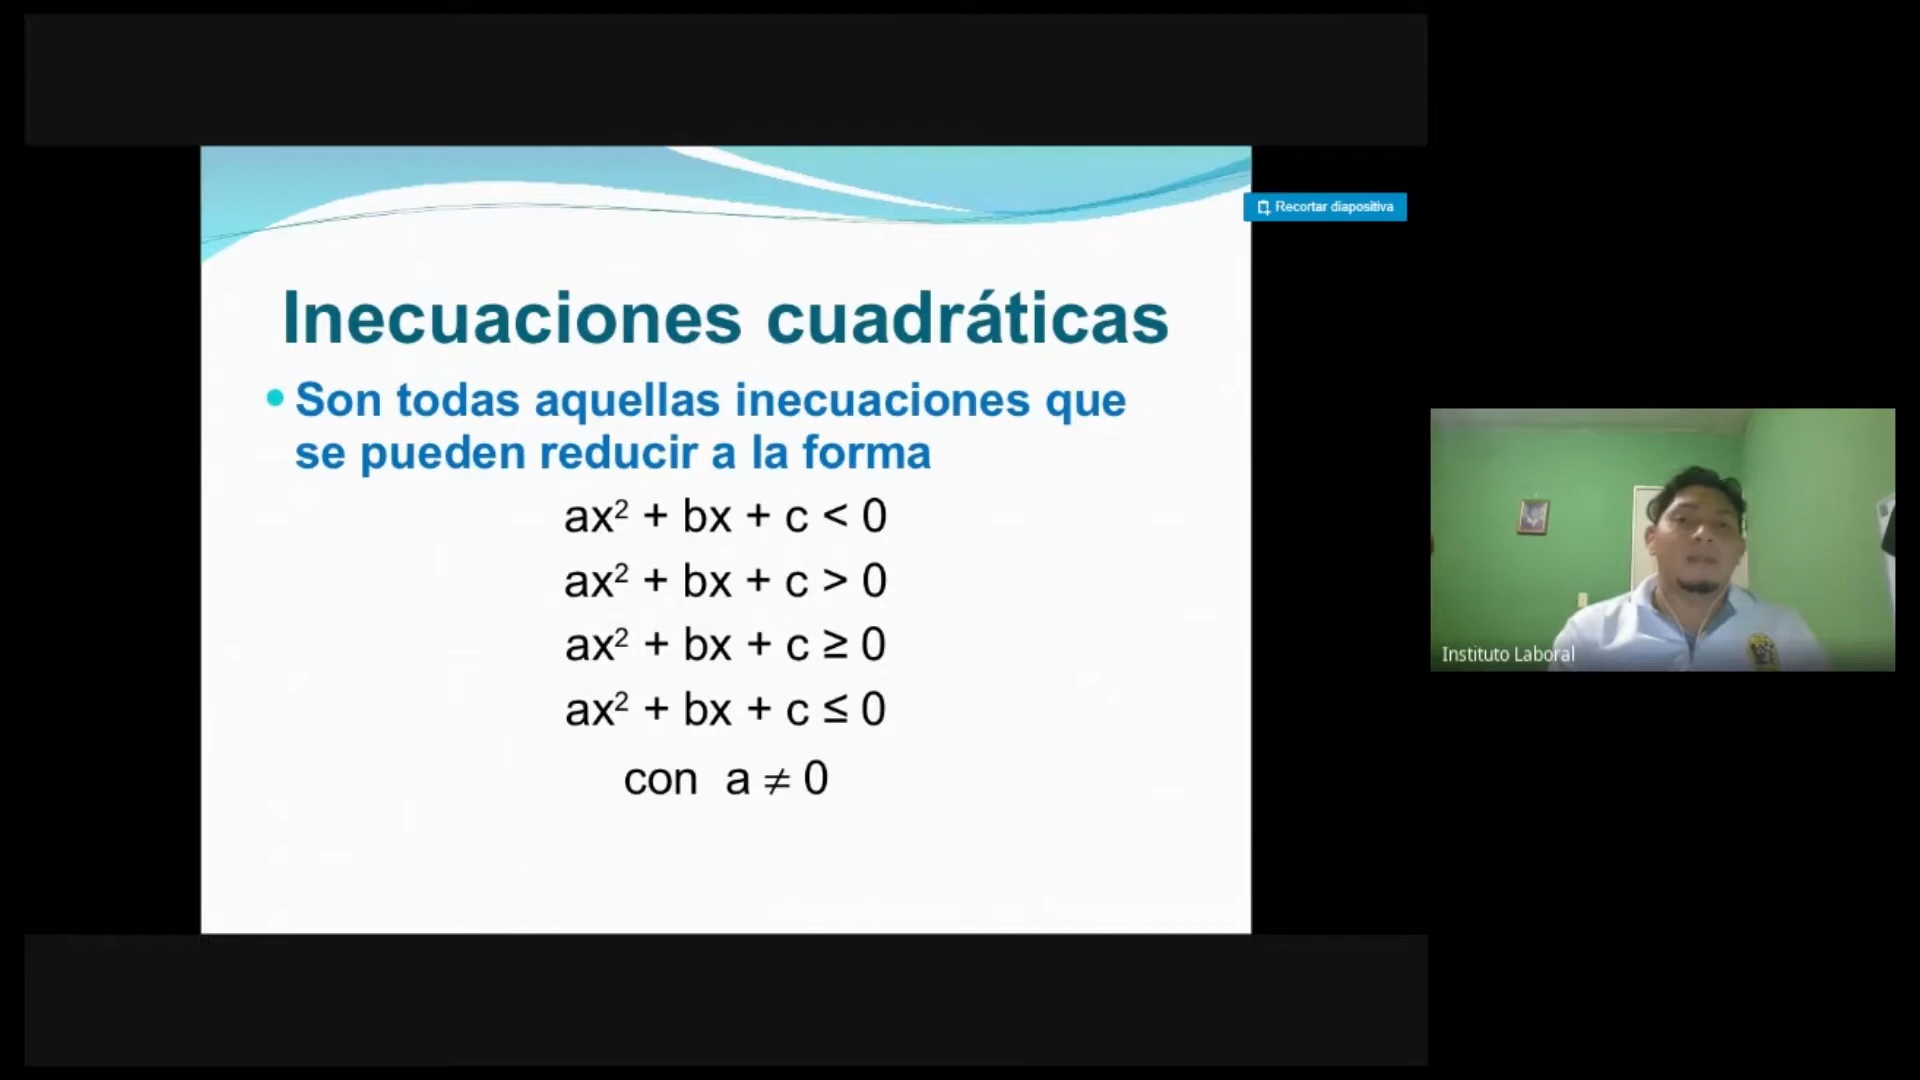 Recortar diapositiva
Inecuaciones cuadráticas
• Son todas aquellas inecuaciones que
se pueden reducir a la forma
ax² + bx + c < 0
ax² + bx + c > 0
ax² + bx + c ≥ 0
ax² + bx + c ≤ 0
con a ≠ 0
Instituto Laboral